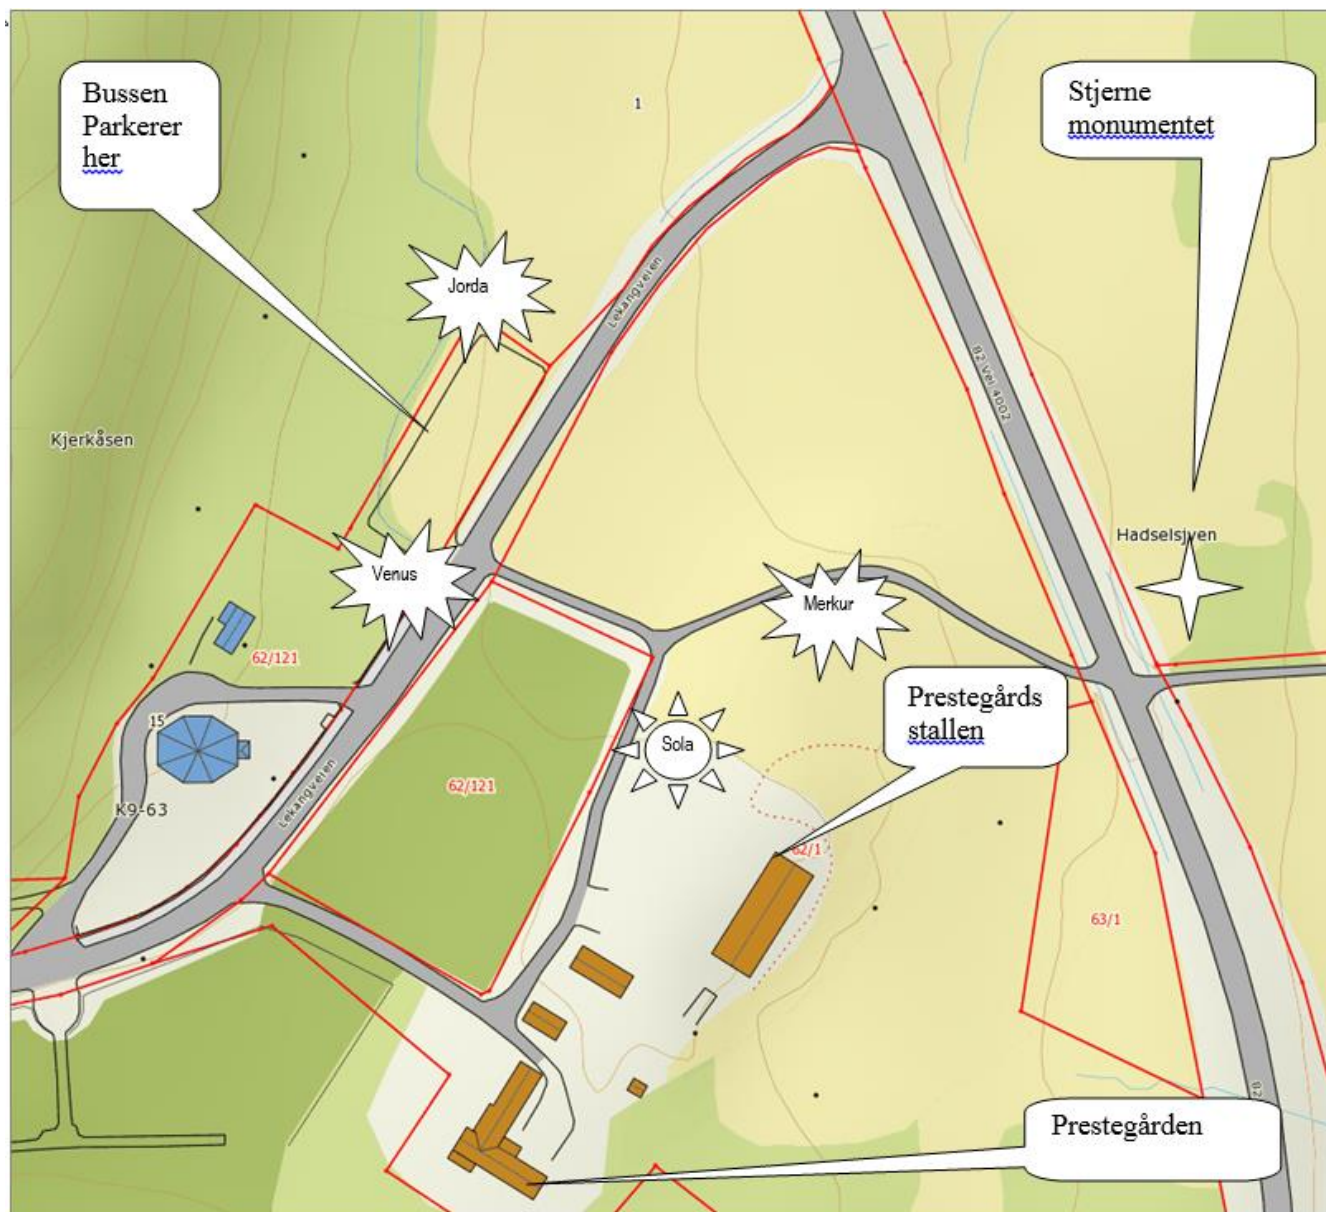 Bussen
Parkerer
her
1
Stjerne
monumentet
Jorda
Lekangveien
82 Vei 4002
Kjerkåsen
Hadselsjyen
Venus
Merkur
62/121
Prestegårds
stallen
15
Sola
K9-63
62/121
Lekangveien
62/1
63/1
82
Prestegården